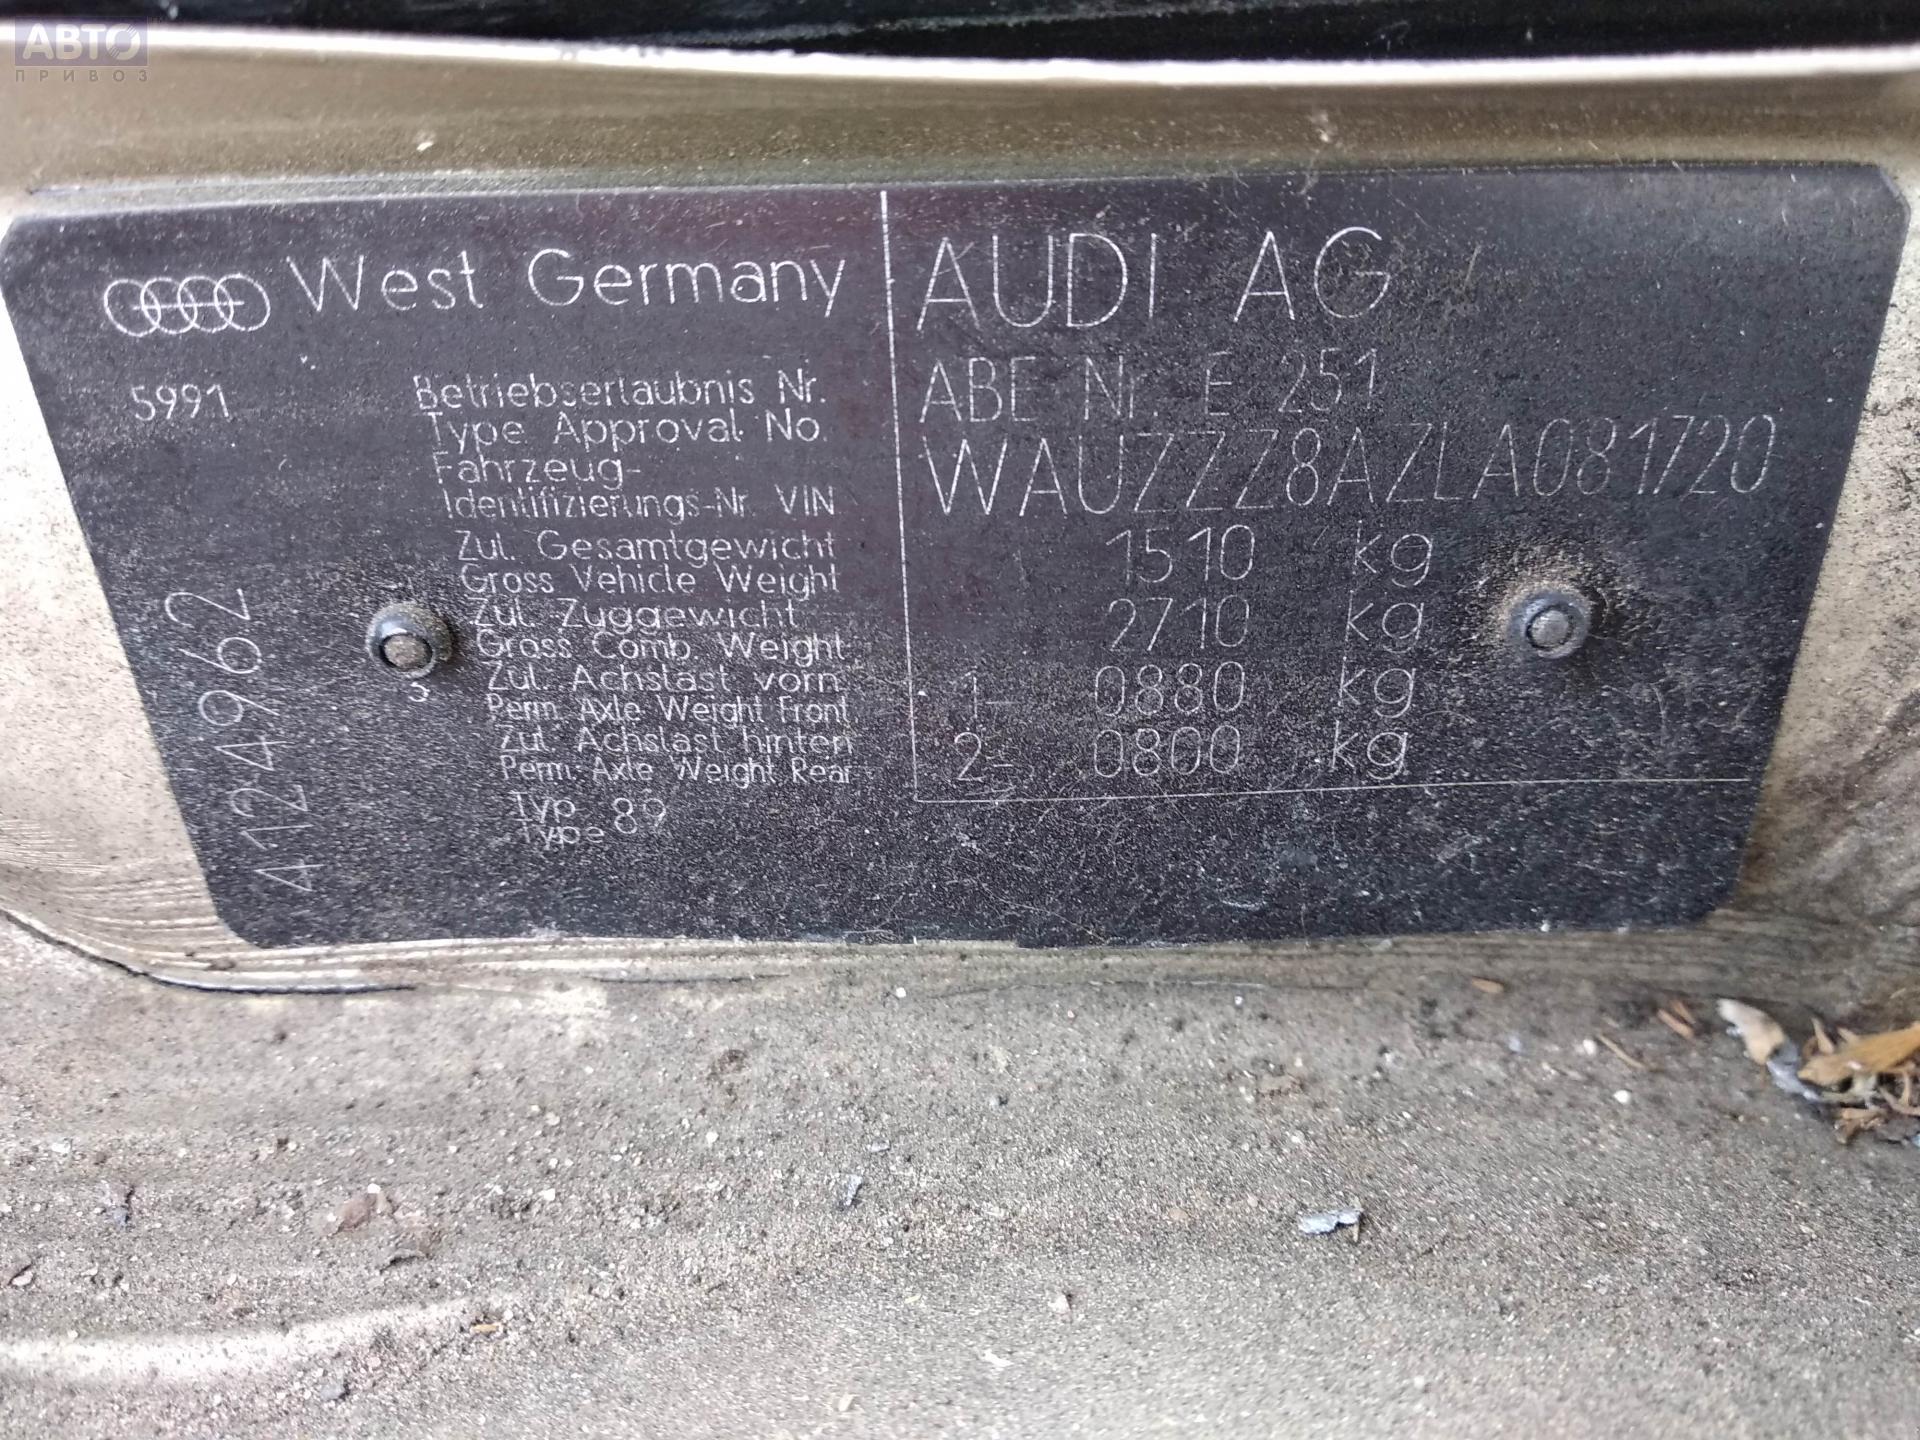 АВТО
ПРИВОЗ
West Germany
5991
Betriebserlaubnis Nr.
Type Approval No.
Fahrzeug-
Identifizierungs-Nr. VIN
Zul. Gesamtgewicht
Gross Vehicle Weight
Zul. Zuggewicht
Gross Comb. Weight
Zul. Achslast vorn
Perm. Axle Weight Front
Zul. Achslast hinten
Perm. Axle Weight Rear
Typ
Type 89
4124962
AUDI AG
ABE Nr. E 251
WAUZZZ8AZLA081720
1510 kg
2710 kg
1- 0880 kg
2- 0800 kg